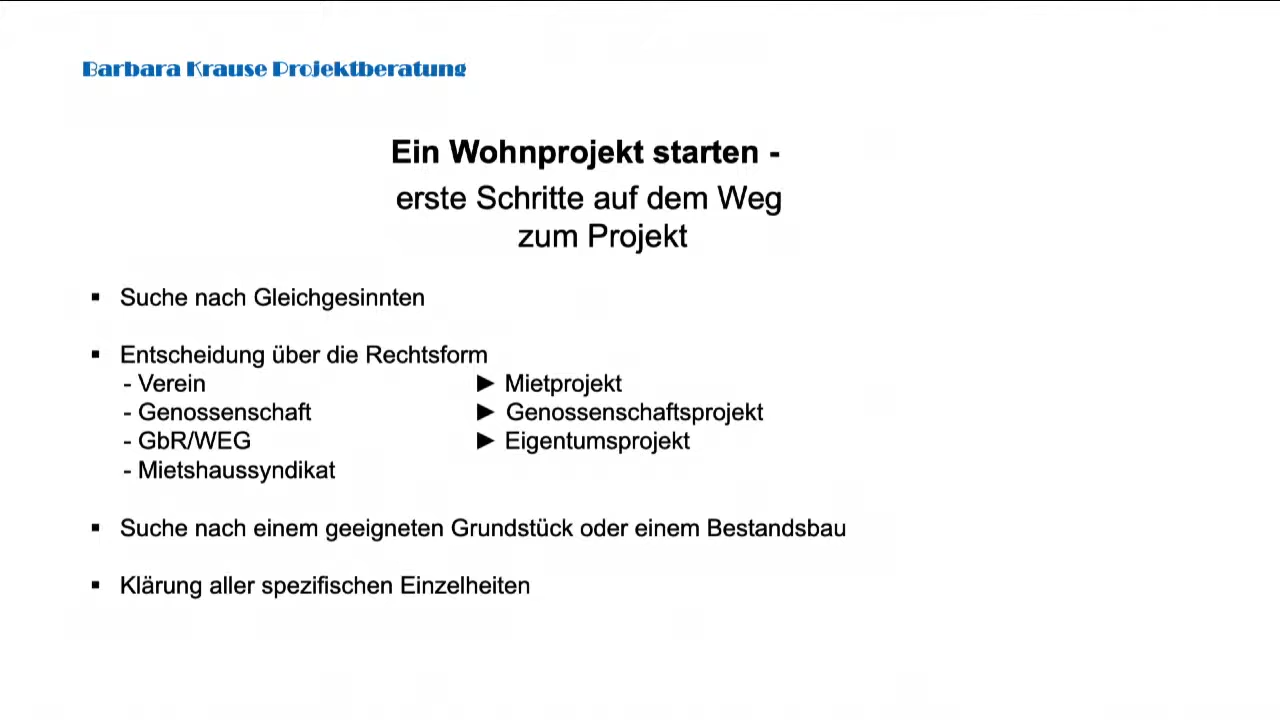 Barbara Krause Projektberatung
Ein Wohnprojekt starten -
erste Schritte auf dem Weg
zum Projekt
▪ Suche nach Gleichgesinnten
▪ Entscheidung über die Rechtsform
- Verein ► Mietprojekt
- Genossenschaft ► Genossenschaftsprojekt
- GbR/WEG ► Eigentumsprojekt
- Mietshaussyndikat
▪ Suche nach einem geeigneten Grundstück oder einem Bestandsbau
▪ Klärung aller spezifischen Einzelheiten